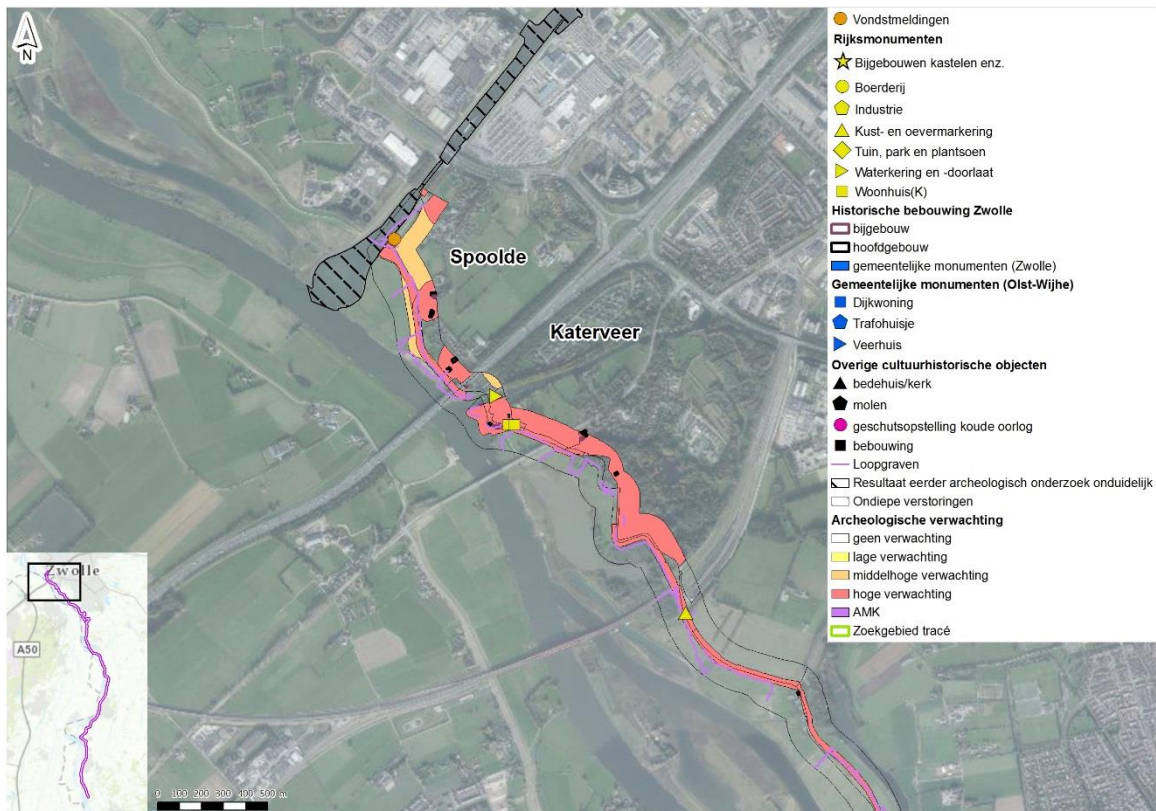 N
Spoolde
Katerveer
Vondstmeldingen
Rijksmonumenten
Bijgebouwen kastelen enz.
Boerderij
Industrie
Kust- en oevermarkering
Tuin, park en plantsoen
Waterkering en -doorlaat
Woonhuis(K)
Historische bebouwing Zwolle
bijgebouw
hoofdgebouw
gemeentelijke monumenten (Zwolle)
Gemeentelijke monumenten (Olst-Wijhe)
Dijkwoning
Trafohuisje
Veerhuis
Overige cultuurhistorische objecten
bedehuis/kerk
molen
geschutsopstelling koude oorlog
bebouwing
Loopgraven
Resultaat eerder archeologisch onderzoek onduidelijk
Ondiepe verstoringen
Archeologische verwachting
geen verwachting
lage verwachting
middelhoge verwachting
hoge verwachting
AMK
Zoekgebied tracé
Zwolle
A50
0 100 200 300 400 500 m